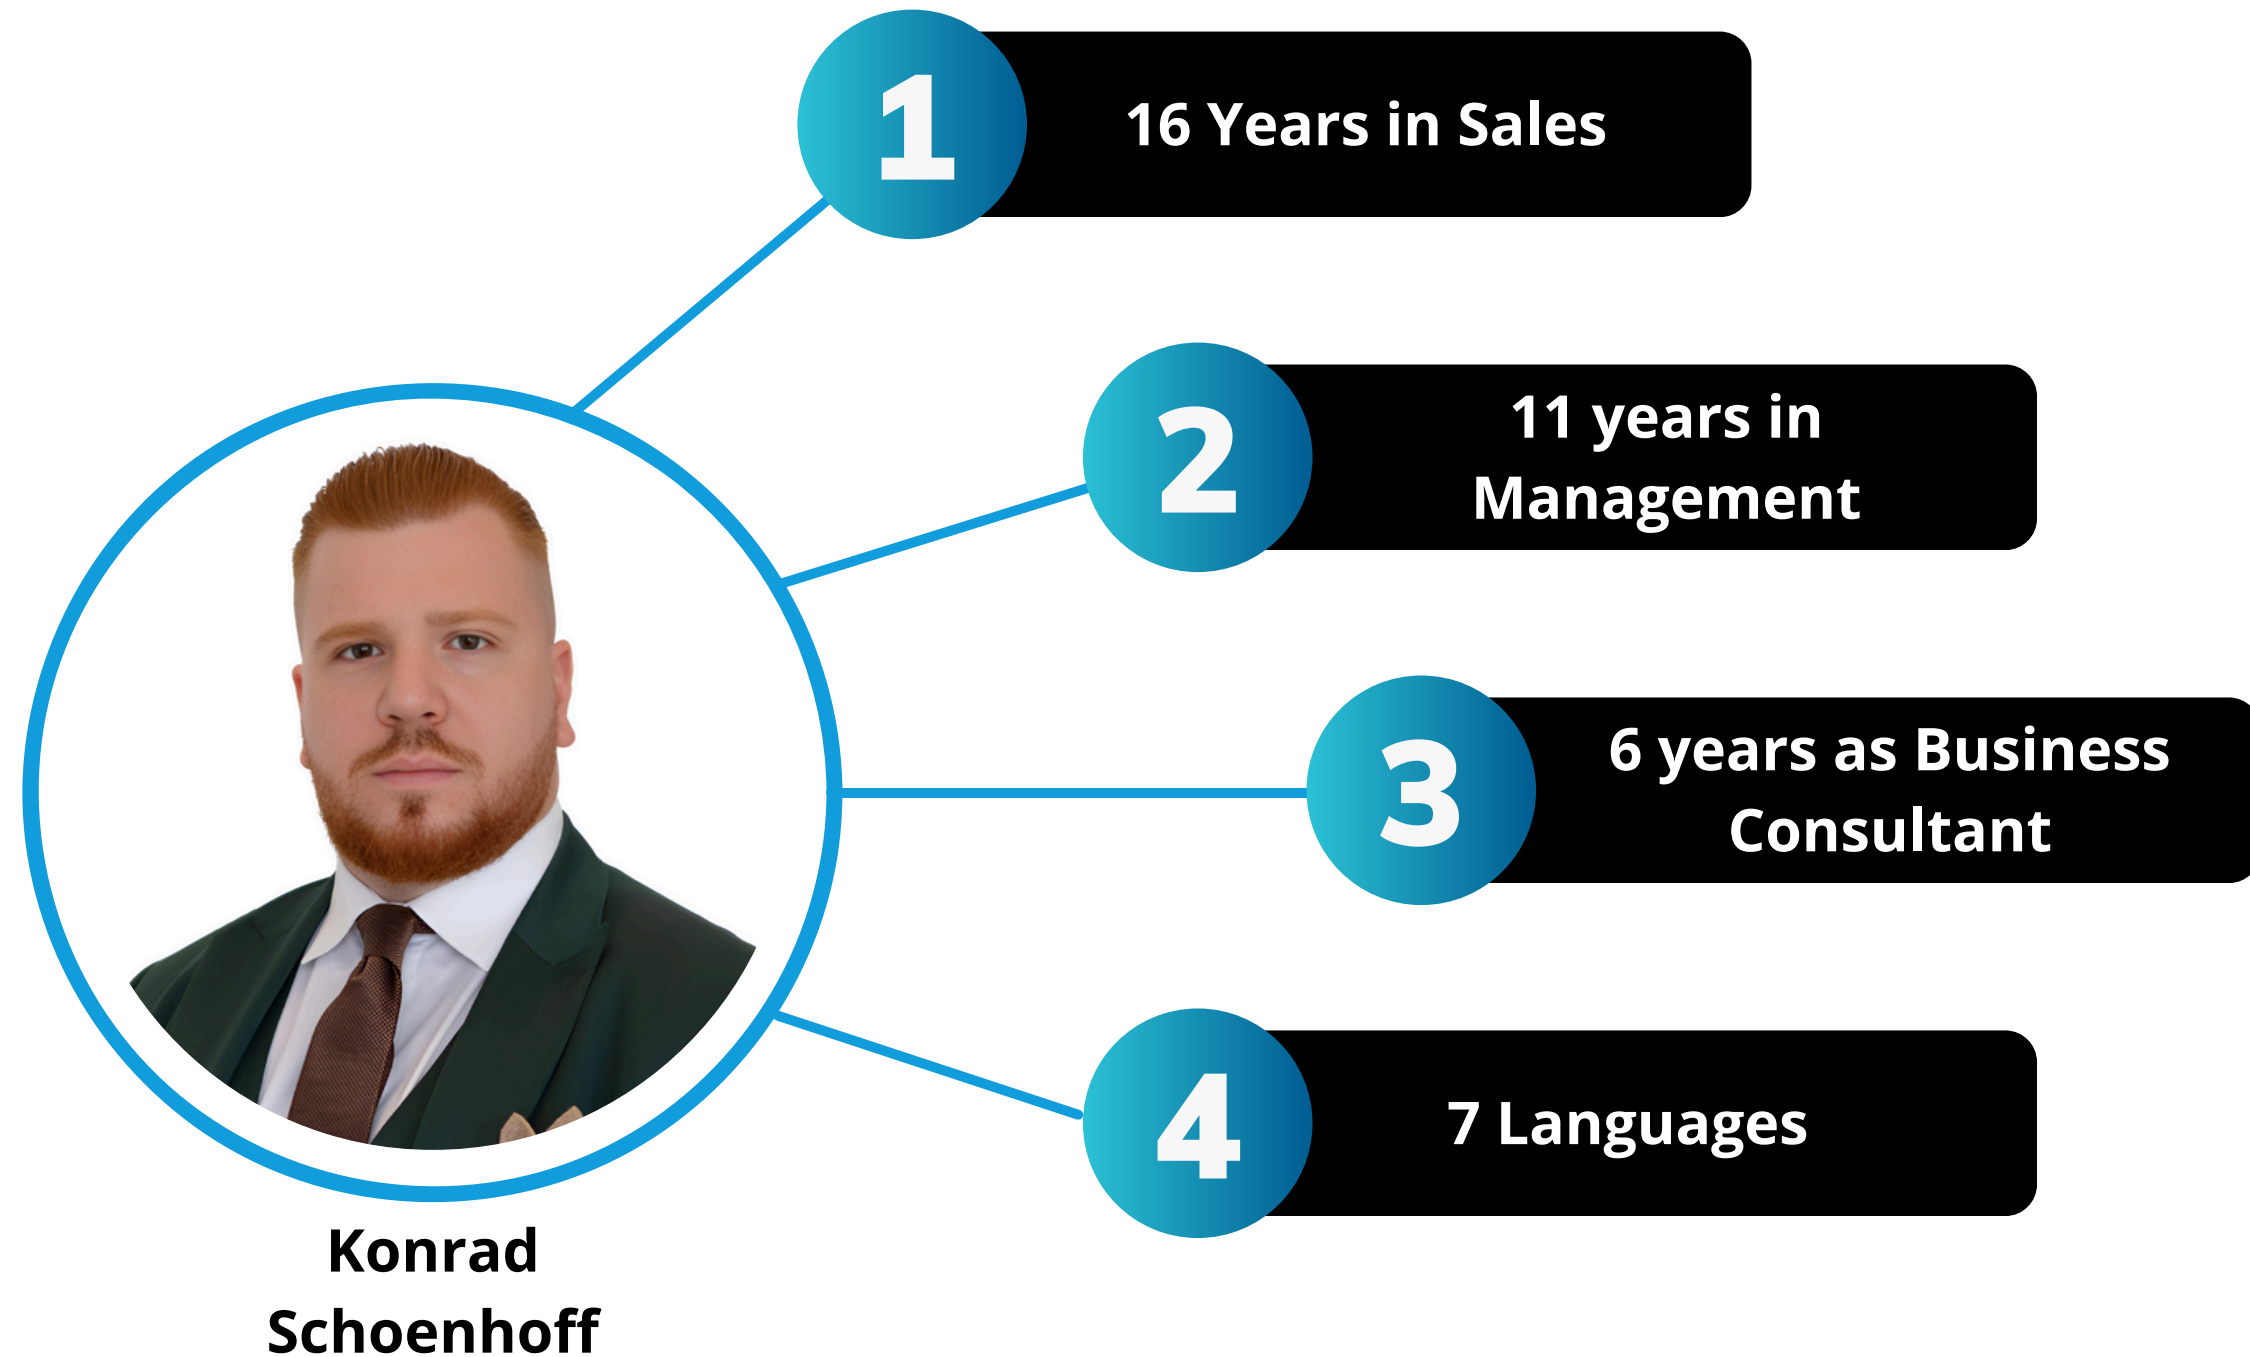 1
16 Years in Sales
2
11 years in
Management
3
6 years as Business
Consultant
4
7 Languages
Konrad
Schoenhoff